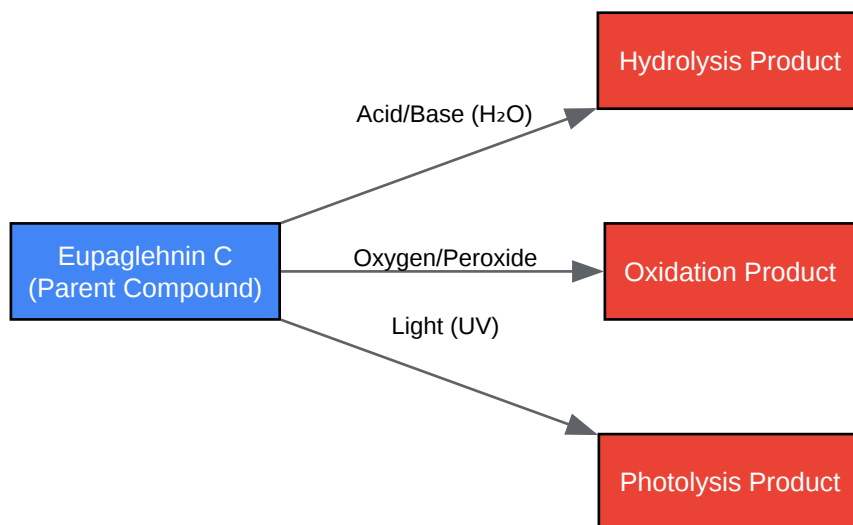 Hydrolysis Product
Acid/Base (H₂O)
Eupaglehnin C
(Parent Compound)
Oxygen/Peroxide
Oxidation Product
Light (UV)
Photolysis Product